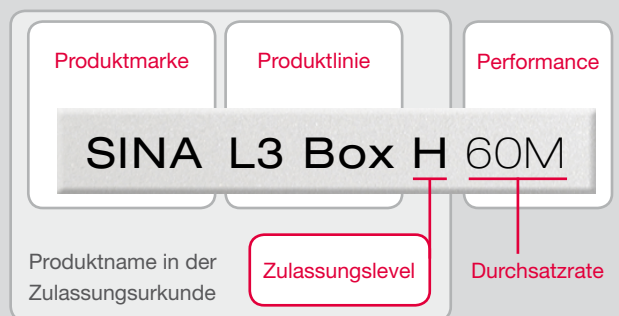 Produktmarke
Produktlinie
Performance
SINA L3 Box H 60M
Produktname in der
Zulassungsurkunde
Zulassungslevel
Durchsatzrate